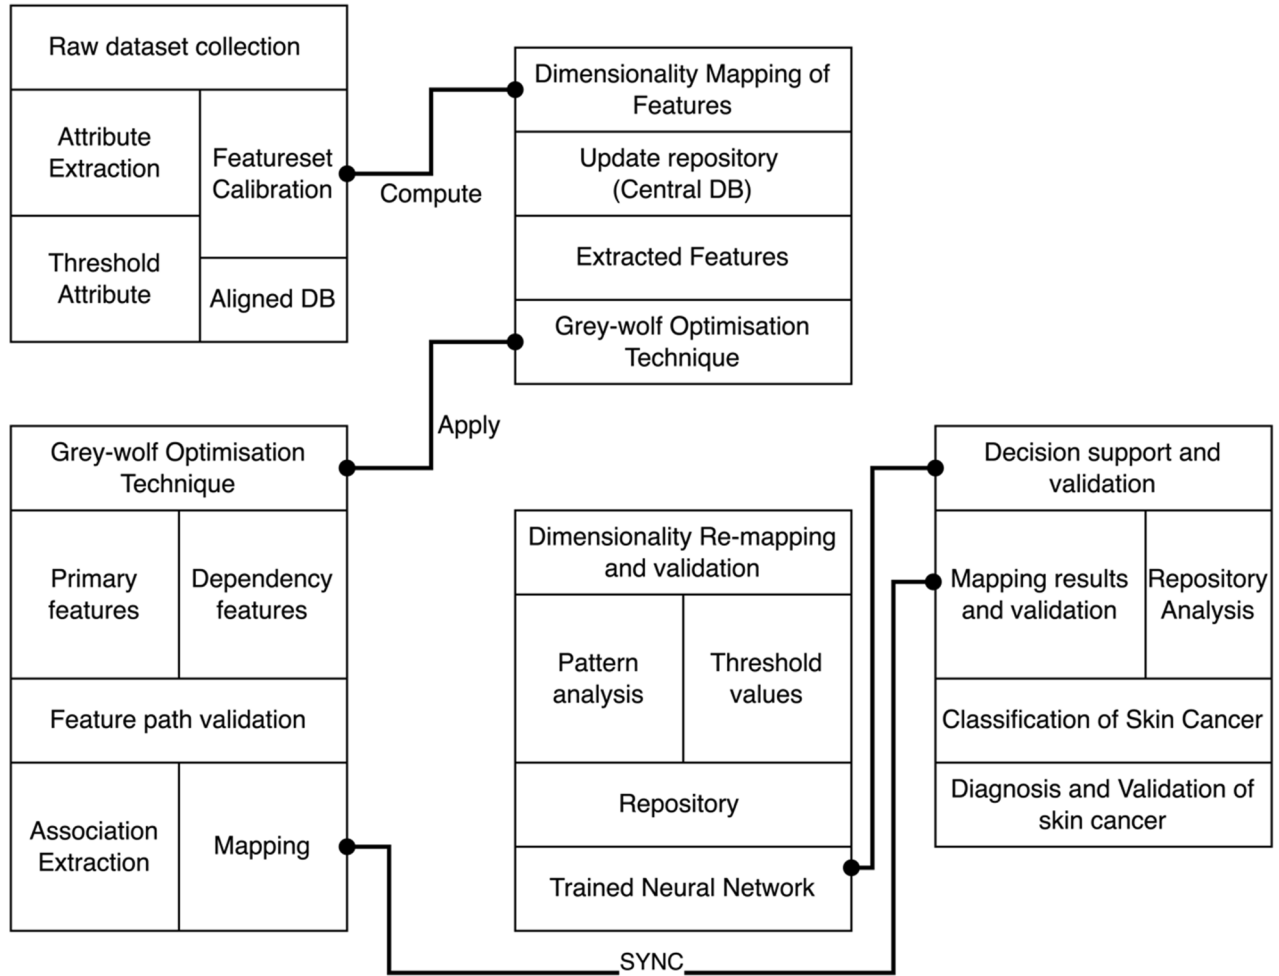 Raw dataset collection
Attribute
Extraction
Featureset
Calibration
Threshold
Attribute
Aligned DB
Compute
Dimensionality Mapping of
Features
Update repository
(Central DB)
Extracted Features
Grey-wolf Optimisation
Technique
Apply
Grey-wolf Optimisation
Technique
Primary
features
Dependency
features
Feature path validation
Association
Extraction
Mapping
Dimensionality Re-mapping
and validation
Pattern
analysis
Threshold
values
Repository
Trained Neural Network
SYNC
Decision support and
validation
Mapping results
and validation
Repository
Analysis
Classification of Skin Cancer
Diagnosis and Validation of
skin cancer